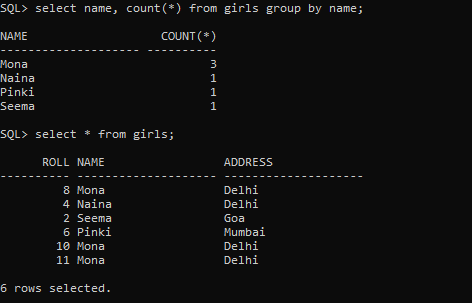 SQL> select name, count(*) from girls group by name;
NAME                   COUNT(*)
-------------------- ----------
Mona                          3
Naina                         1
Pinki                         1
Seema                         1
SQL> select * from girls;
      ROLL NAME                 ADDRESS
---------- -------------------- --------------------
         8 Mona                 Delhi
         4 Naina                Delhi
         2 Seema                Goa
         6 Pinki                Mumbai
        10 Mona                 Delhi
        11 Mona                 Delhi
6 rows selected.